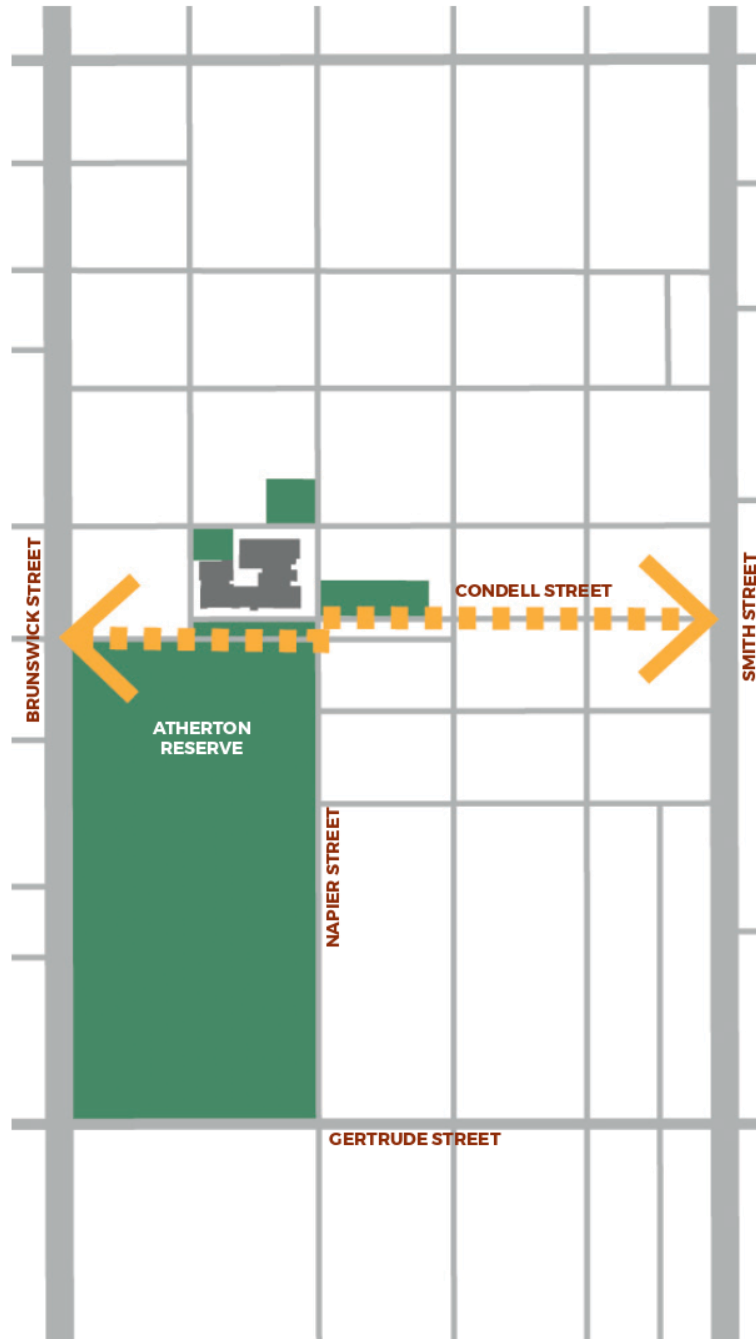 CONDELL STREET
BRUNSWICK STREET
SMITH STREET
ATHERTON
RESERVE
NAPIER STREET
GERTRUDE STREET